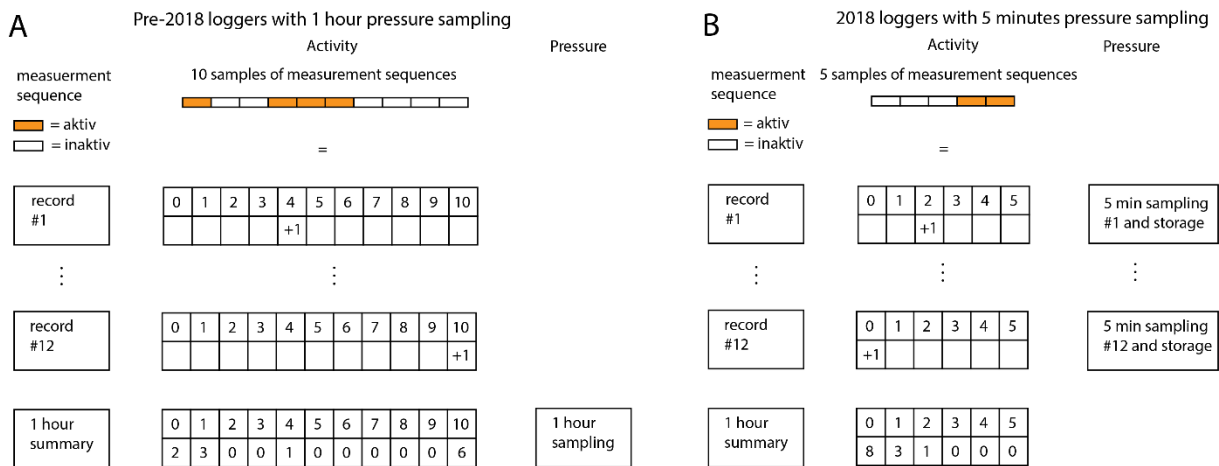 A
Pre-2018 loggers with 1 hour pressure sampling
Activity
Pressure
measuerment
sequence
10 samples of measurement sequences
= aktiv
= inaktiv
=
record
#1
0 1 2 3 4 5 6 7 8 9 10
+1
⋮ ⋮
record
#12
0 1 2 3 4 5 6 7 8 9 10
+1
1 hour
summary
0 1 2 3 4 5 6 7 8 9 10
2 3 0 0 1 0 0 0 0 0 6
1 hour
sampling
B
2018 loggers with 5 minutes pressure sampling
Activity
Pressure
measuerment
sequence
5 samples of measurement sequences
= aktiv
= inaktiv
=
record
#1
0 1 2 3 4 5
+1
5 min sampling
#1 and storage
⋮ ⋮ ⋮
record
#12
0 1 2 3 4 5
+1
5 min sampling
#12 and storage
1 hour
summary
0 1 2 3 4 5
8 3 1 0 0 0